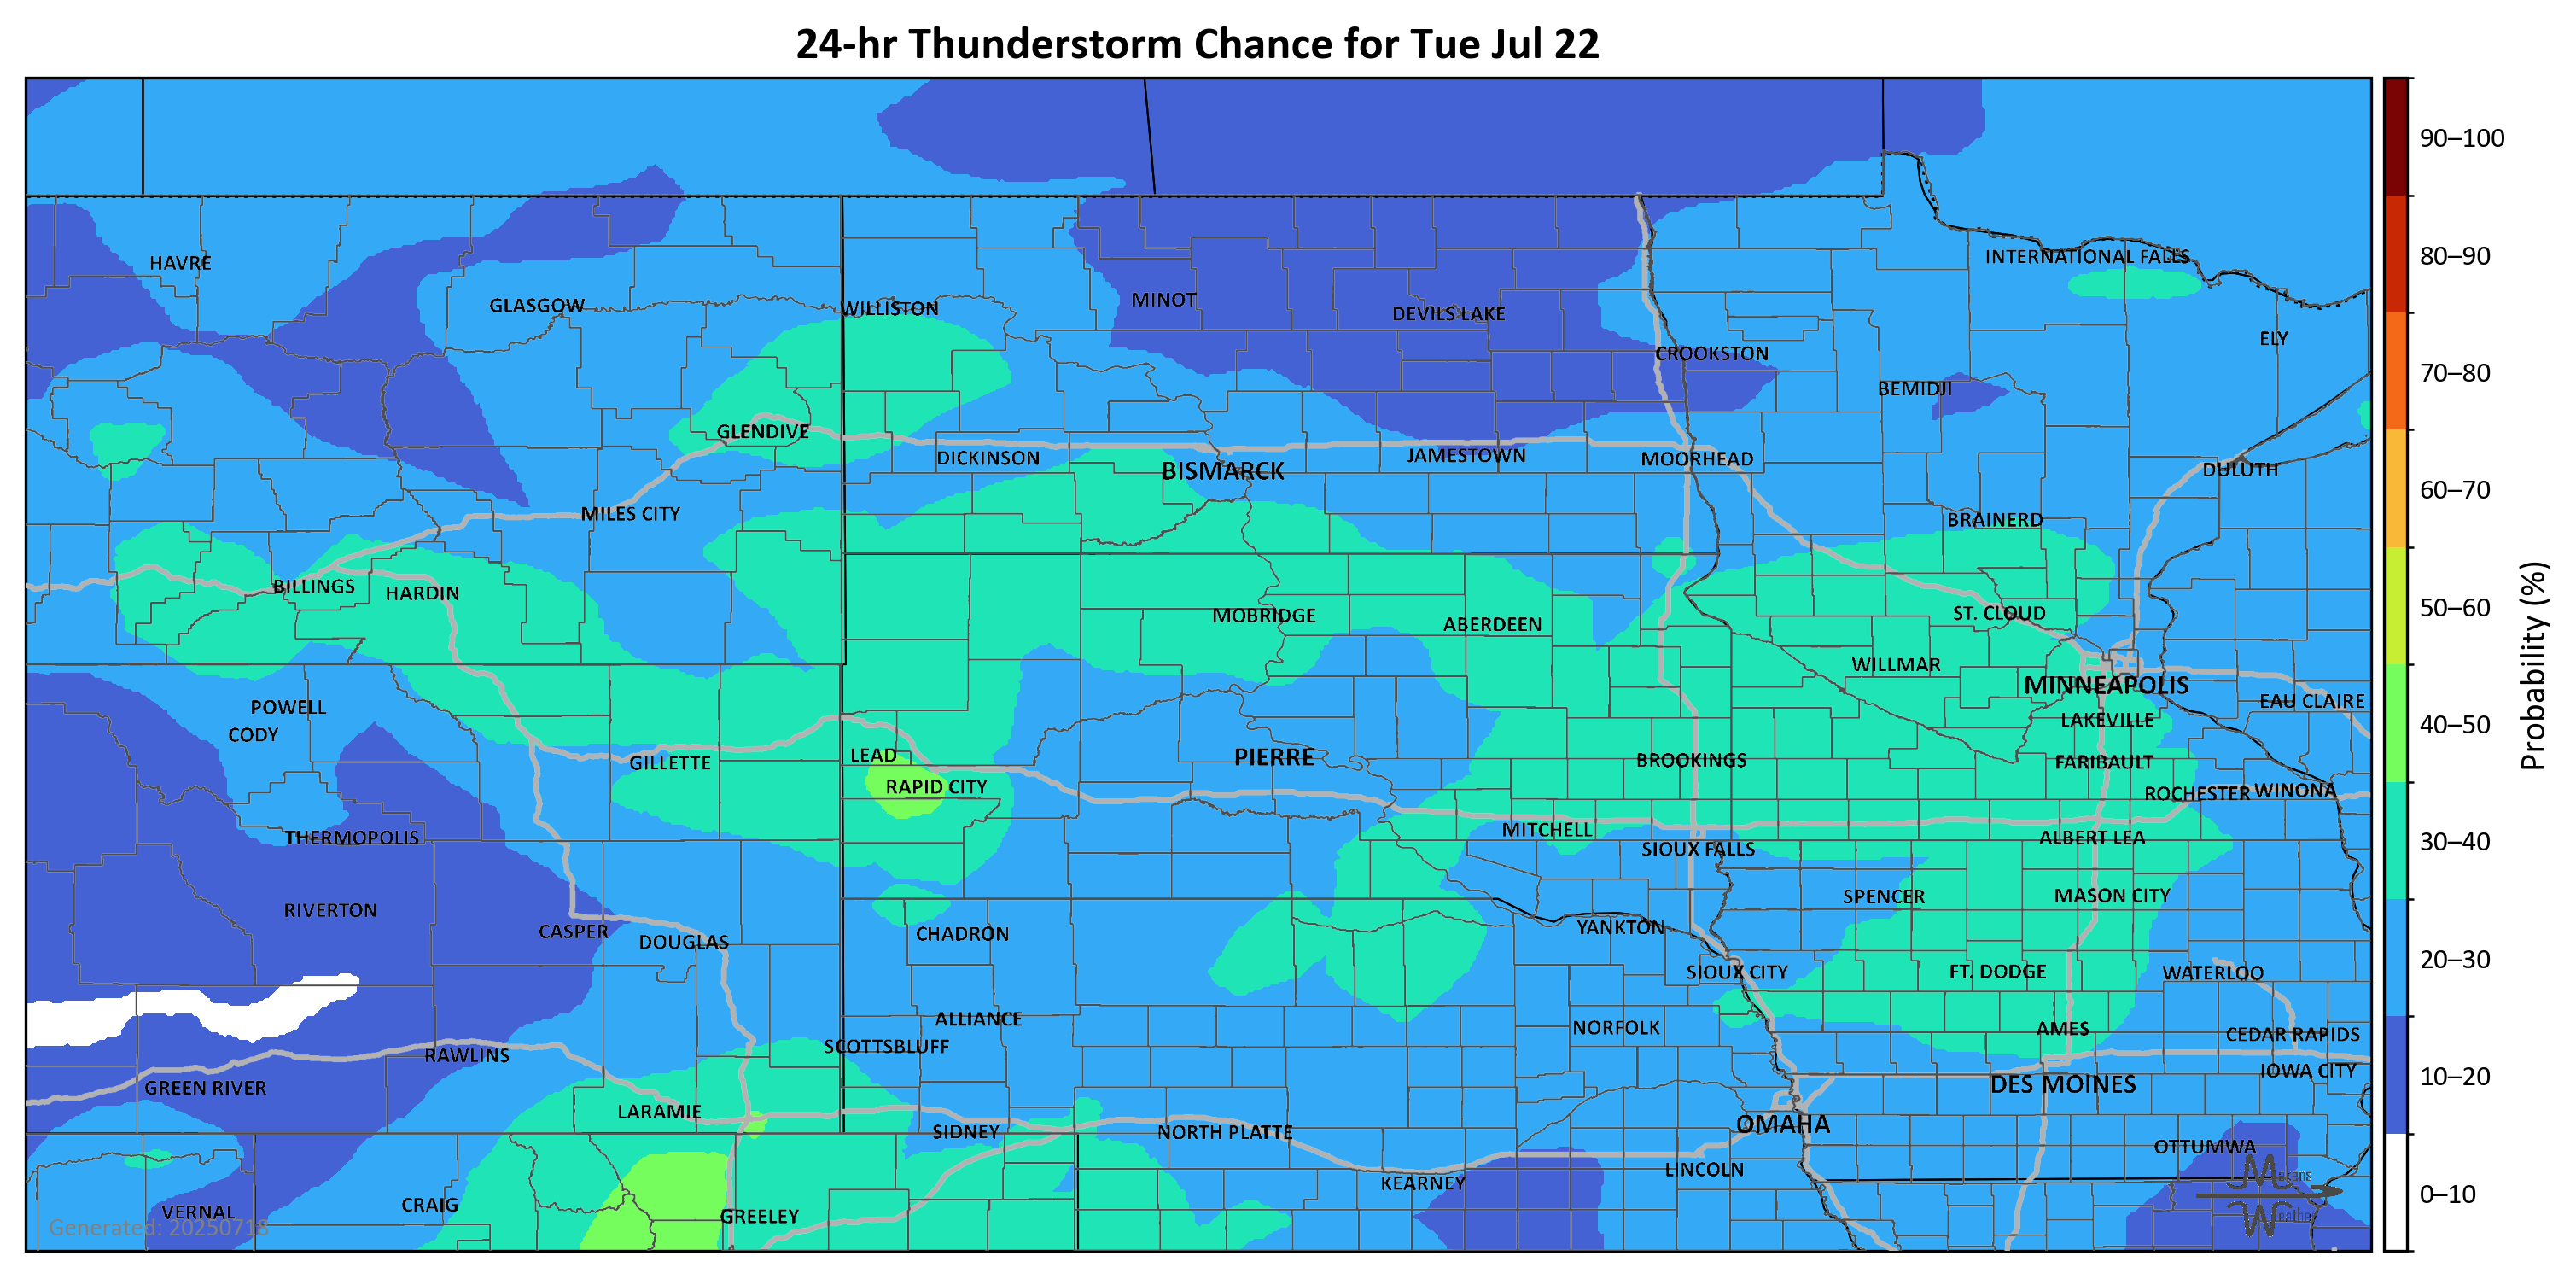 24-hr Thunderstorm Chance for Tue Jul 22
90–100
80–90
70–80
60–70
50–60
40–50
30–40
20–30
10–20
0–10
Probability (%)
HAVRE
INTERNATIONAL FALLS
GLASGOW
WILLISTON
MINOT
DEVILS LAKE
ELY
CROOKSTON
BEMIDJI
GLENDIVE
DICKINSON
BISMARCK
JAMESTOWN
MOORHEAD
DULUTH
MILES CITY
BRAINERD
BILLINGS
HARDIN
MOBRIDGE
ABERDEEN
ST. CLOUD
WILLMAR
MINNEAPOLIS
EAU CLAIRE
POWELL
CODY
LAKEVILLE
GILLETTE
LEAD
PIERRE
BROOKINGS
FARIBAULT
RAPID CITY
ROCHESTER
WINONA
THERMOPOLIS
MITCHELL
ALBERT LEA
SIOUX FALLS
RIVERTON
SPENCER
MASON CITY
CASPER
DOUGLAS
CHADRON
YANKTON
SIOUX CITY
FT. DODGE
WATERLOO
ALLIANCE
NORFOLK
AMES
CEDAR RAPIDS
RAWLINS
SCOTTSBLUFF
IOWA CITY
GREEN RIVER
DES MOINES
LARAMIE
SIDNEY
NORTH PLATTE
OMAHA
OTTUMWA
LINCOLN
KEARNEY
CRAIG
VERNAL
GREELEY
Generated: 20250718
Weather